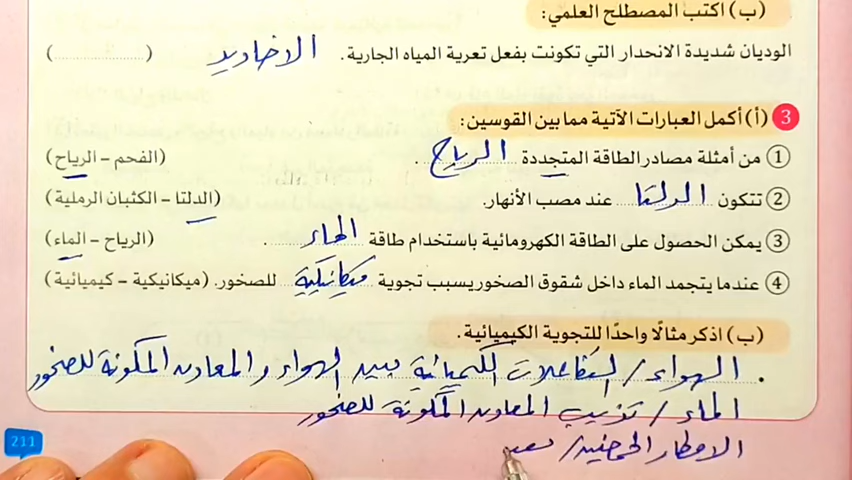 (ب) اكتب المصطلح العلمي:
الوديان شديدة الانحدار التي تكونت بفعل تعرية المياه الجارية. الاخاديد (............)
3 (أ) أكمل العبارات الآتية مما بين القوسين:
1 من أمثلة مصادر الطاقة المتجددة الرياح. (الفحم - الرياح)
2 تتكون الدلتا عند مصب الأنهار. (الدلتا - الكثبان الرملية)
3 يمكن الحصول على الطاقة الكهرومائية باستخدام طاقة الماء. (الرياح - الماء)
4 عندما يتجمد الماء داخل شقوق الصخور يسبب تجوية ميكانيكية للصخور. (ميكانيكية - كيميائية)
(ب) اذكر مثالًا واحدًا للتجوية الكيميائية.
. الهواء / التفاعلات الكيميائية بين الهواء والمعادن المكونة للصخور
الماء / تذيب المعادن المكونة للصخور
الامطار الحمضية /
211